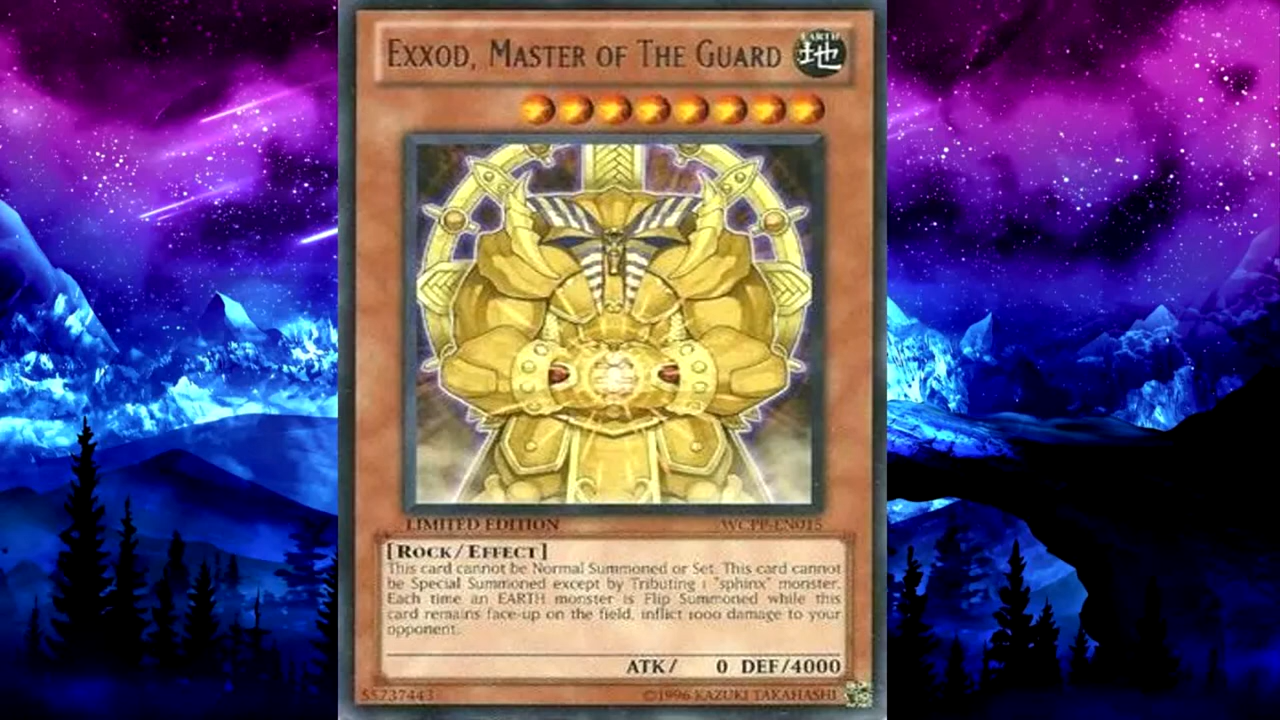 EXXOD, MASTER OF THE GUARD
EARTH
地
LIMITED EDITION WCPP-EN015
[ROCK/EFFECT]
This card cannot be Normal Summoned or Set. This card cannot
be Special Summoned except by Tributing 1 "sphinx" monster.
Each time an EARTH monster is Flip Summoned while this
card remains face-up on the field, inflict 1000 damage to your
opponent.
ATK/ 0 DEF/4000
55737443 ©1996 KAZUKI TAKAHASHI